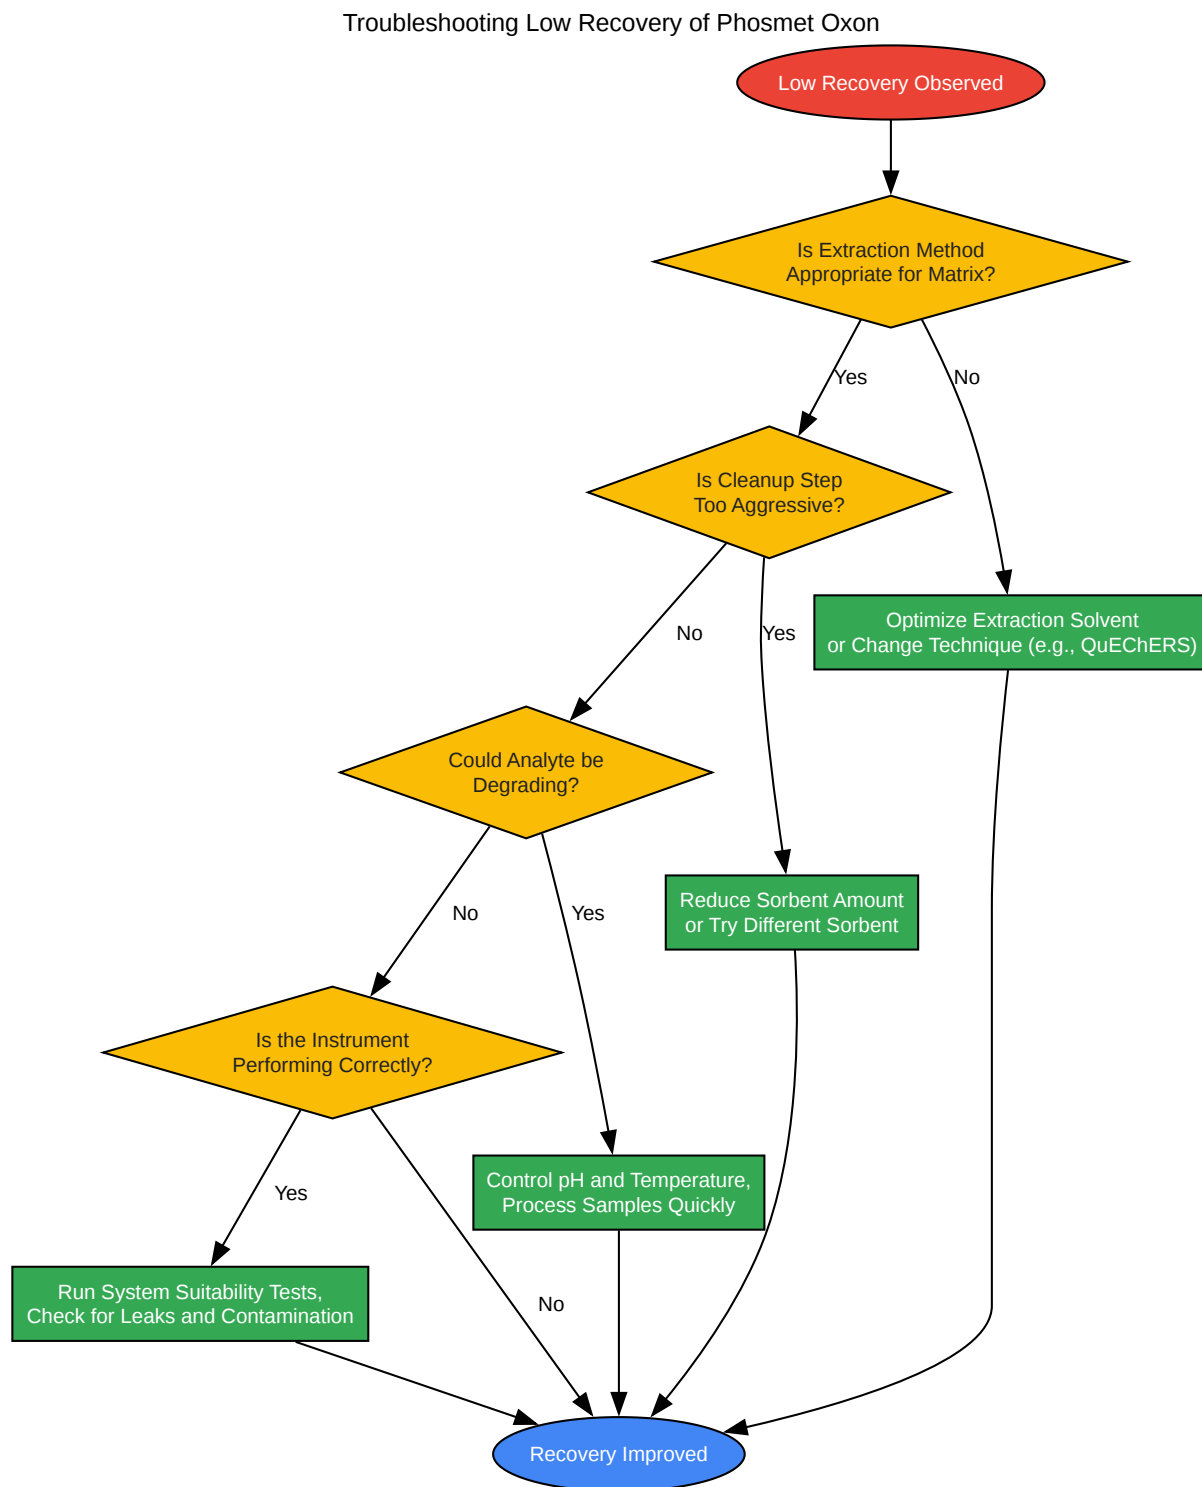 Troubleshooting Low Recovery of Phosmet Oxon
Low Recovery Observed
Is Extraction Method
Appropriate for Matrix?
Yes
No
Is Cleanup Step
Too Aggressive?
No
Yes
Optimize Extraction Solvent
or Change Technique (e.g., QuEChERS)
Could Analyte be
Degrading?
No
Yes
Reduce Sorbent Amount
or Try Different Sorbent
Is the Instrument
Performing Correctly?
Yes
No
Control pH and Temperature,
Process Samples Quickly
Run System Suitability Tests,
Check for Leaks and Contamination
Recovery Improved